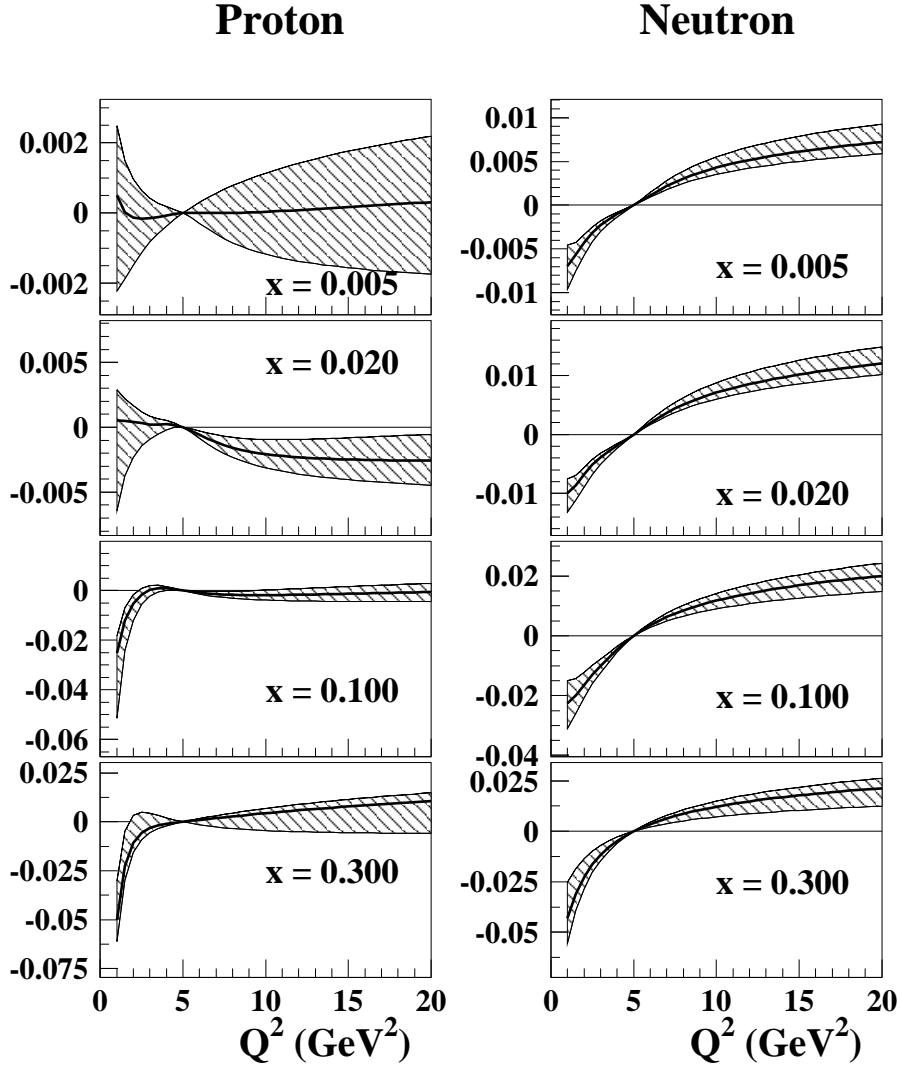 Proton
Neutron
0.002
0
-0.002
x = 0.005
0.01
0.005
0
-0.005
-0.01
x = 0.005
0.005
0
-0.005
x = 0.020
0.01
0
-0.01
x = 0.020
0
-0.02
-0.04
-0.06
x = 0.100
0.02
0
-0.02
-0.04
x = 0.100
0.025
0
-0.025
-0.05
-0.075
x = 0.300
0 5 10 15 20
Q² (GeV²)
0.025
0
-0.025
-0.05
x = 0.300
0 5 10 15 20
Q² (GeV²)